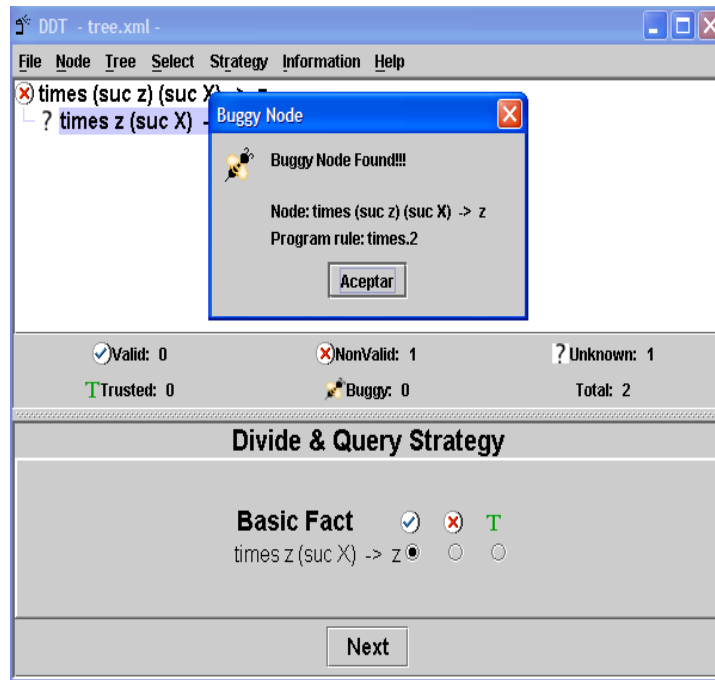 DDT - tree.xml -
File Node Tree Select Strategy Information Help
times (suc z) (suc X) -> z
? times z (suc X) -
Buggy Node
Buggy Node Found!!!
Node: times (suc z) (suc X) -> z
Program rule: times.2
Aceptar
Valid: 0 NonValid: 1 ? Unknown: 1
T Trusted: 0 Buggy: 0 Total: 2
Divide & Query Strategy
Basic Fact T
times z (suc X) -> z
Next